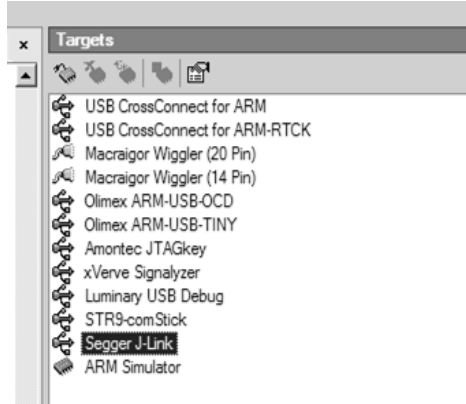 Targets
USB CrossConnect for ARM
USB CrossConnect for ARM-RTCK
Macraigor Wiggler (20 Pin)
Macraigor Wiggler (14 Pin)
Olimex ARM-USB-OCD
Olimex ARM-USB-TINY
Amontec JTAGkey
xVerve Signalyzer
Luminary USB Debug
STR9-comStick
Segger J-Link
ARM Simulator